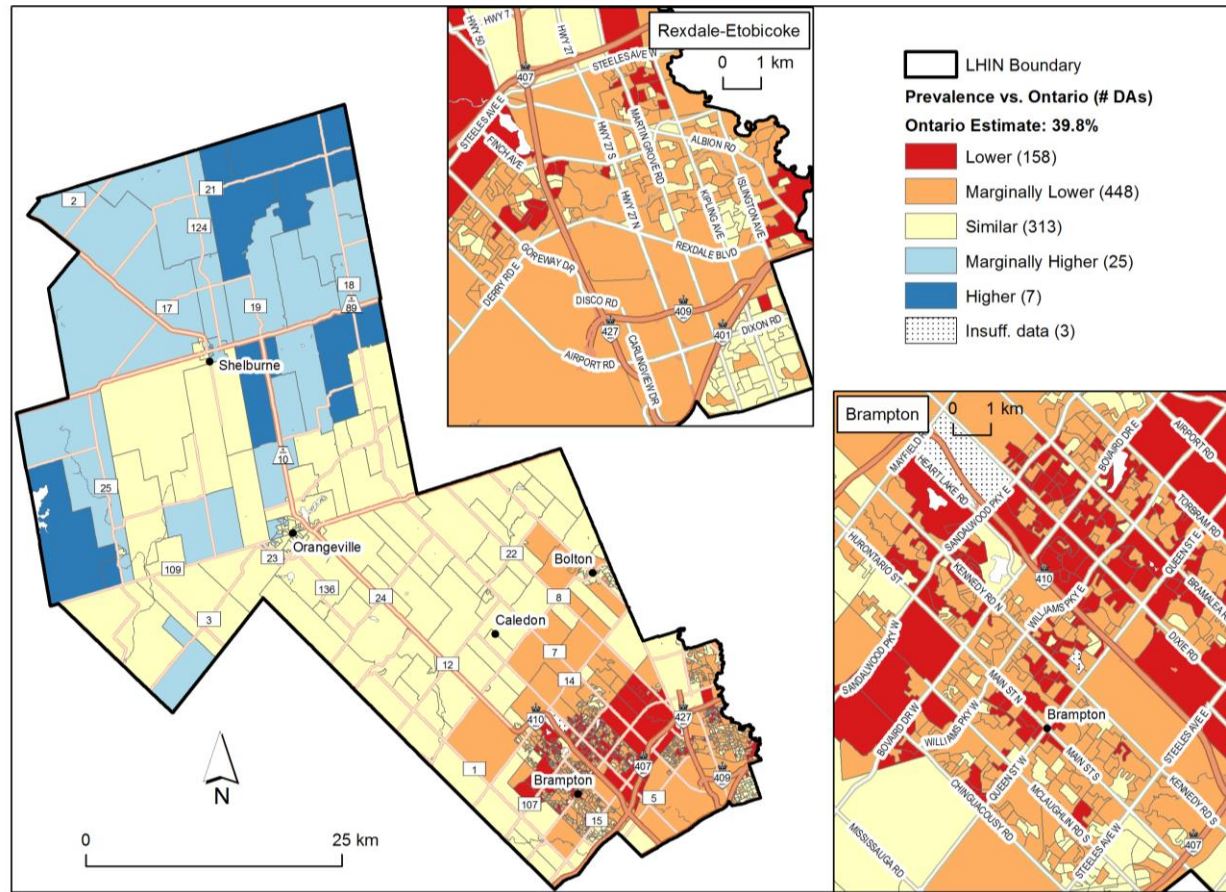 Rexdale-Etobicoke
0 1 km
HWY 7
HWY 50
HWY 27
STEELES AVE W
407
STEELES AVE E
FINCH AVE
MARTIN GROVE RD
HWY 27 S
ALBION RD
ISLINGTON AVE
KIPLING AVE
HWY 27 N
REXDALE BLVD
GOREWAY DR
DERRY RD E
DISCO RD
427
409
401
DIXON RD
AIRPORT RD
CARLINGVIEW DR
LHIN Boundary
Prevalence vs. Ontario (# DAs)
Ontario Estimate: 39.8%
Lower (158)
Marginally Lower (448)
Similar (313)
Marginally Higher (25)
Higher (7)
Insuff. data (3)
2
21
124
17
19
18
89
Shelburne
10
25
Orangeville
23
109
136
3
24
22
Bolton
8
Caledon
12
7
14
410
427
1
407
409
Brampton
107
5
15
N
0 25 km
Brampton
0 1 km
HEART LAKE RD
SANDALWOOD PKY E
BOVAIRD DR E
AIRPORT RD
TORBRAM RD
QUEEN ST E
HURONTARIO ST
KENNEDY RD N
410
WILLIAMS PKY E
DIXIE RD
SANDALWOOD PKY W
MAIN ST N
Brampton
BOVAIRD DR W
WILLIAMS PKY W
QUEEN ST W
MAIN ST S
STEELES AVE E
KENNEDY RD S
CHINGUACOUSY RD
MCLAUGHLIN RD S
STEELES AVE W
MISSISSAUGA RD
407